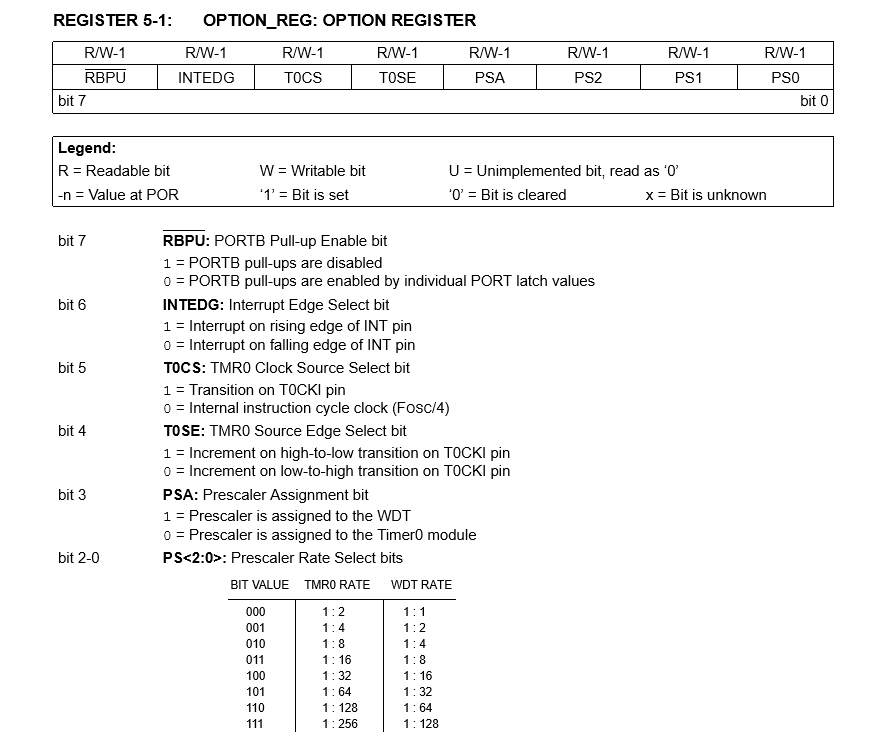 REGISTER 5-1: OPTION_REG: OPTION REGISTER
R/W-1 R/W-1 R/W-1 R/W-1 R/W-1 R/W-1 R/W-1 R/W-1
RBPU INTEDG T0CS T0SE PSA PS2 PS1 PS0
bit 7 bit 0
Legend:
R = Readable bit W = Writable bit U = Unimplemented bit, read as ‘0’
-n = Value at POR ‘1’ = Bit is set ‘0’ = Bit is cleared x = Bit is unknown
bit 7 RBPU: PORTB Pull-up Enable bit
1 = PORTB pull-ups are disabled
0 = PORTB pull-ups are enabled by individual PORT latch values
bit 6 INTEDG: Interrupt Edge Select bit
1 = Interrupt on rising edge of INT pin
0 = Interrupt on falling edge of INT pin
bit 5 T0CS: TMR0 Clock Source Select bit
1 = Transition on T0CKI pin
0 = Internal instruction cycle clock (FOSC/4)
bit 4 T0SE: TMR0 Source Edge Select bit
1 = Increment on high-to-low transition on T0CKI pin
0 = Increment on low-to-high transition on T0CKI pin
bit 3 PSA: Prescaler Assignment bit
1 = Prescaler is assigned to the WDT
0 = Prescaler is assigned to the Timer0 module
bit 2-0 PS<2:0>: Prescaler Rate Select bits
BIT VALUE TMR0 RATE WDT RATE
000 1 : 2 1 : 1
001 1 : 4 1 : 2
010 1 : 8 1 : 4
011 1 : 16 1 : 8
100 1 : 32 1 : 16
101 1 : 64 1 : 32
110 1 : 128 1 : 64
111 1 : 256 1 : 128